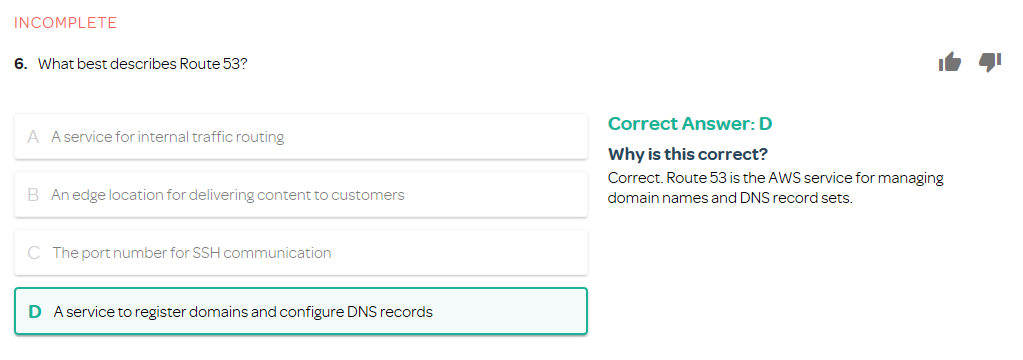 INCOMPLETE
6. What best describes Route 53?
A A service for internal traffic routing
B An edge location for delivering content to customers
C The port number for SSH communication
D A service to register domains and configure DNS records
Correct Answer: D
Why is this correct?
Correct. Route 53 is the AWS service for managing
domain names and DNS record sets.